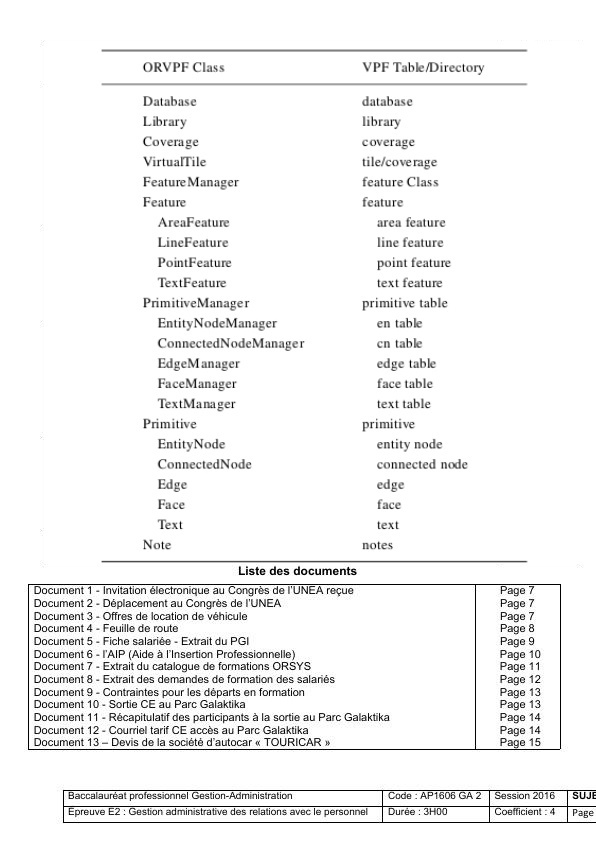 ORVPF Class VPF Table/Directory
Database database
Library library
Coverage coverage
VirtualTile tile/coverage
FeatureManager feature Class
Feature feature
AreaFeature area feature
LineFeature line feature
PointFeature point feature
TextFeature text feature
PrimitiveManager primitive table
EntityNodeManager en table
ConnectedNodeManager cn table
EdgeManager edge table
FaceManager face table
TextManager text table
Primitive primitive
EntityNode entity node
ConnectedNode connected node
Edge edge
Face face
Text text
Note notes
Liste des documents
Document 1 - Invitation électronique au Congrès de l'UNEA reçue Page 7
Document 2 - Déplacement au Congrès de l'UNEA Page 7
Document 3 - Offres de location de véhicule Page 7
Document 4 - Feuille de route Page 8
Document 5 - Fiche salariée - Extrait du PGI Page 9
Document 6 - l'AIP (Aide à l'Insertion Professionnelle) Page 10
Document 7 - Extrait du catalogue de formations ORSYS Page 11
Document 8 - Extrait des demandes de formation des salariés Page 12
Document 9 - Contraintes pour les départs en formation Page 13
Document 10 - Sortie CE au Parc Galaktika Page 13
Document 11 - Récapitulatif des participants à la sortie au Parc Galaktika Page 14
Document 12 - Courriel tarif CE accès au Parc Galaktika Page 14
Document 13 – Devis de la société d'autocar « TOURICAR » Page 15
Baccalauréat professionnel Gestion-Administration Code : AP1606 GA 2 Session 2016 SUJE
Epreuve E2 : Gestion administrative des relations avec le personnel Durée : 3H00 Coefficient : 4 Page